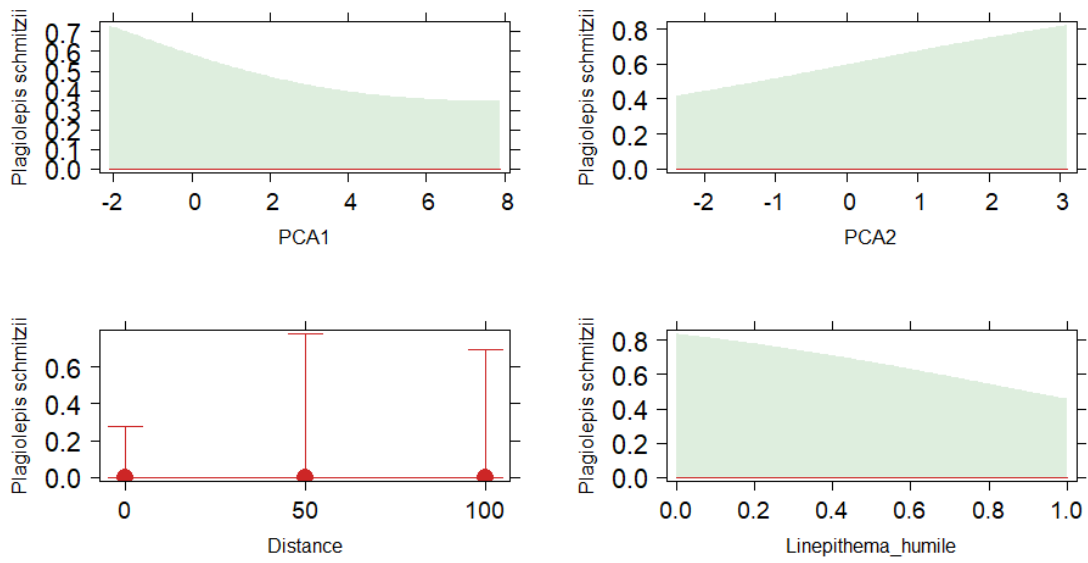 Plagiolepis schmitzii
0.7
0.6
0.5
0.4
0.3
0.2
0.1
0.0
-2 0 2 4 6 8
PCA1
Plagiolepis schmitzii
0.8
0.6
0.4
0.2
0.0
-2 -1 0 1 2 3
PCA2
Plagiolepis schmitzii
0.6
0.4
0.2
0.0
0 50 100
Distance
Plagiolepis schmitzii
0.8
0.6
0.4
0.2
0.0
0.0 0.2 0.4 0.6 0.8 1.0
Linepithema_humile